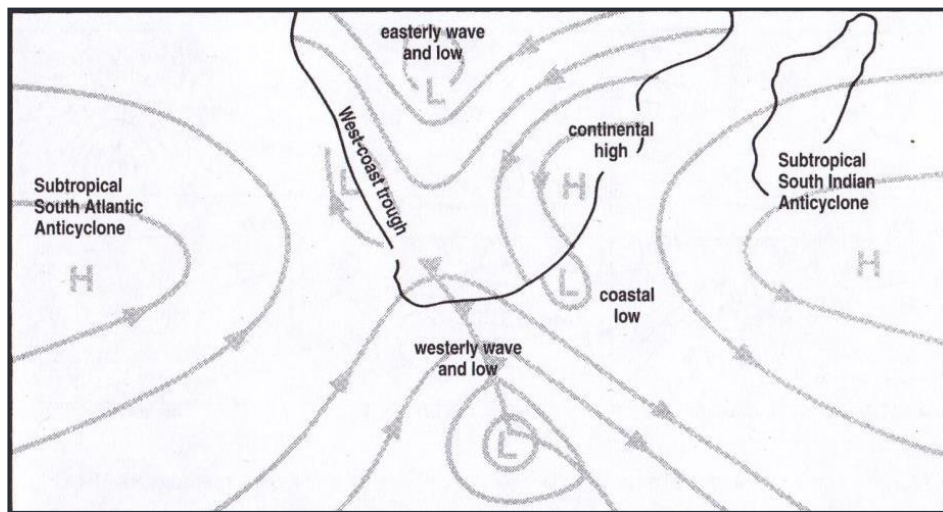 easterly wave
and low
L
West-coast trough
continental
high
Subtropical
South Atlantic
Anticyclone
L
H
Subtropical
South Indian
Anticyclone
H
H
L
coastal
low
westerly wave
and low
L